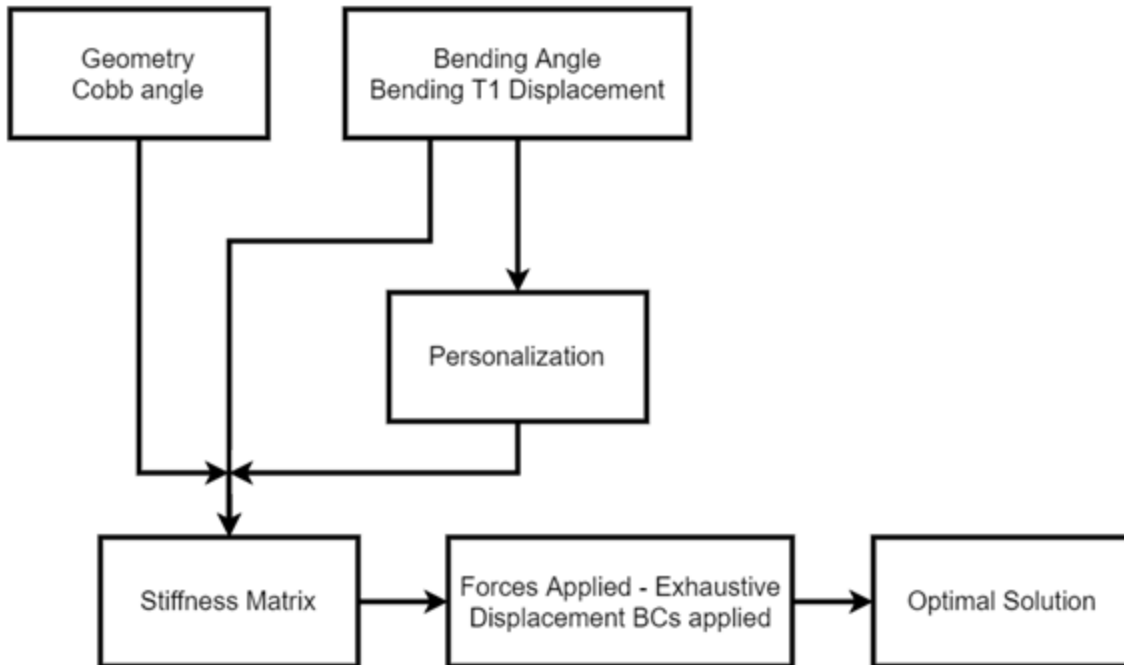 Geometry
Cobb angle
Bending Angle
Bending T1 Displacement
Personalization
Stiffness Matrix
Forces Applied - Exhaustive
Displacement BCs applied
Optimal Solution